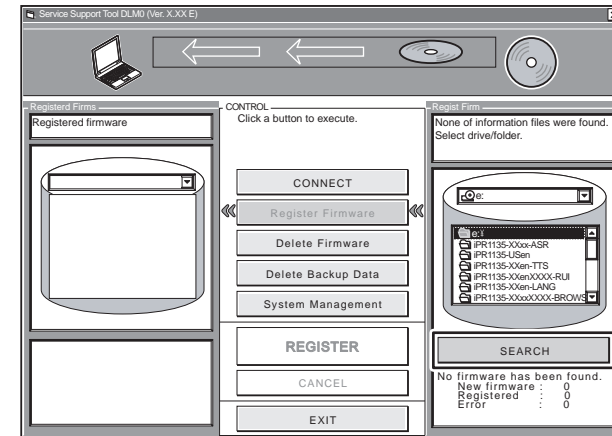 Service Support Tool DLM0 (Ver. X.XX E)
Registerd Firms
Registered firmware
CONTROL
Click a button to execute.
CONNECT
Register Firmware
Delete Firmware
Delete Backup Data
System Management
REGISTER
CANCEL
EXIT
Regist Firm
None of information files were found.
Select drive/folder.
e:
e:¥
iPR1135-XXxx-ASR
iPR1135-USen
iPR1135-XXen-TTS
iPR1135-XXenXXXX-RUI
iPR1135-XXen-LANG
iPR1135-XXxxXXXX-BROWS
SEARCH
No firmware has been found.
New firmware : 0
Registered : 0
Error : 0